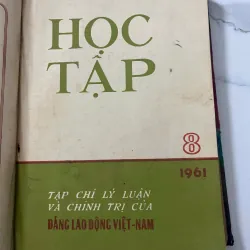 HỌC
TẬP
8
1961
TẠP CHÍ LÝ LUẬN
VÀ CHÍNH TRỊ CỦA
ĐẢNG LAO ĐỘNG VIỆT-NAM